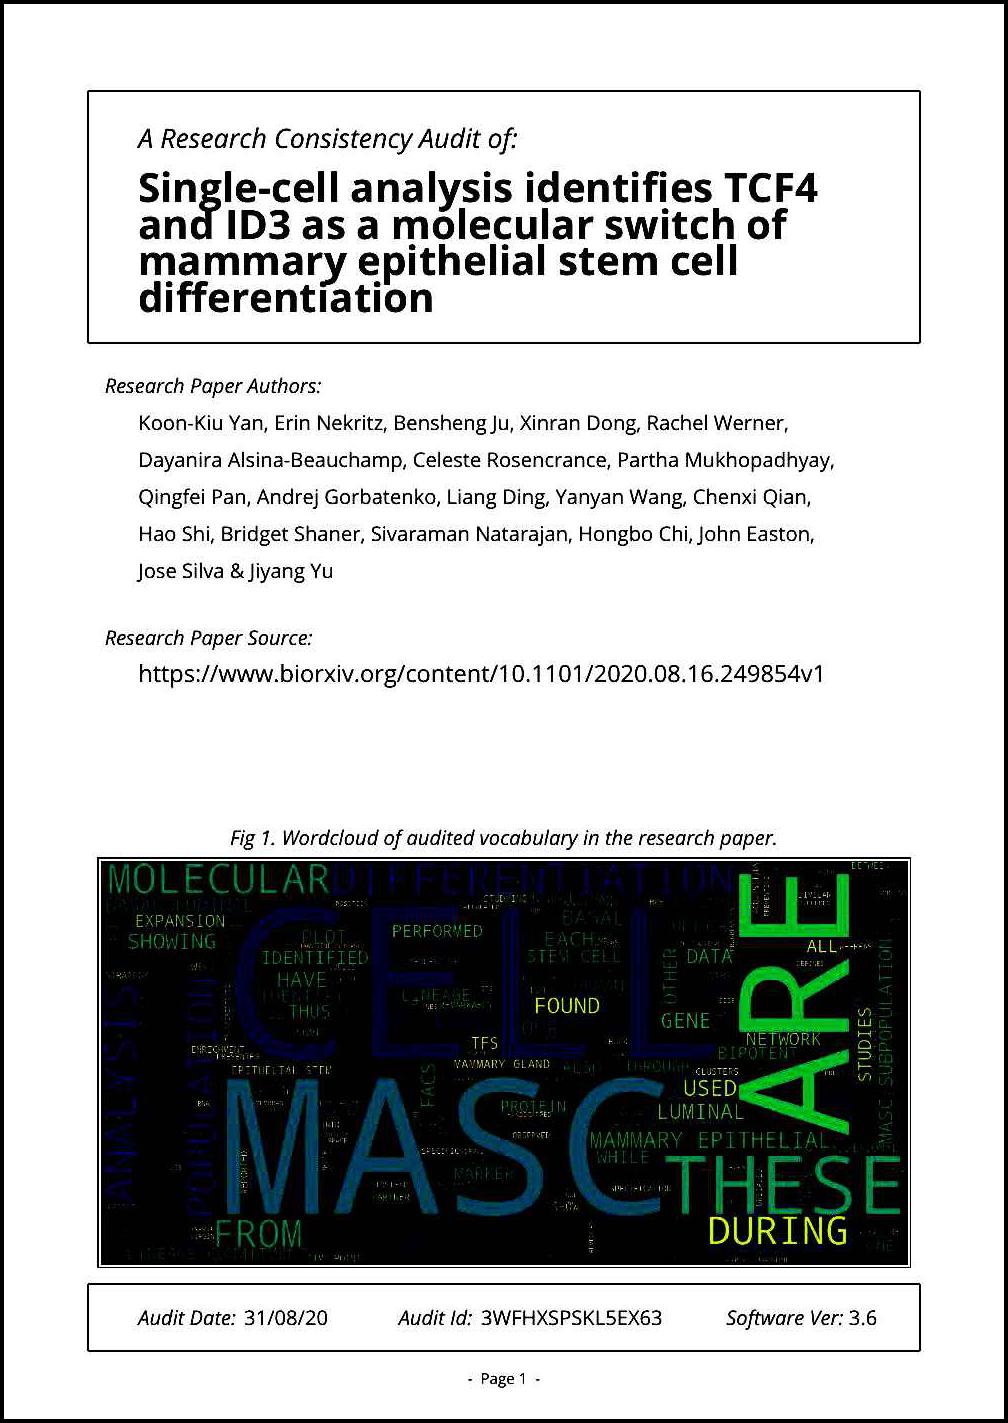 A Research Consistency Audit of:
Single-cell analysis identifies TCF4
and ID3 as a molecular switch of
mammary epithelial stem cell
differentiation
Research Paper Authors:
Koon-Kiu Yan, Erin Nekritz, Bensheng Ju, Xinran Dong, Rachel Werner,
Dayanira Alsina-Beauchamp, Celeste Rosencrance, Partha Mukhopadhyay,
Qingfei Pan, Andrej Gorbatenko, Liang Ding, Yanyan Wang, Chenxi Qian,
Hao Shi, Bridget Shaner, Sivaraman Natarajan, Hongbo Chi, John Easton,
Jose Silva & Jiyang Yu
Research Paper Source:
https://www.biorxiv.org/content/10.1101/2020.08.16.249854v1
Fig 1. Wordcloud of audited vocabulary in the research paper.
MOLECULAR
DIFFERENTIATION
EXPANSION
SHOWING
PLOT
IDENTIFIED
HAVE
THUS
PERFORMED
BASAL
EACH
STEM CELL
CELL
LINEAGE
FOUND
OTHER
DATA
ALL
ARE
GENE
NETWORK
BIPOTENT
STUDIES
MASC SUBPOPULATION
TFS
MAMMARY GLAND
ENRICHMENT
EPITHELIAL STEM
ANALYSIS
POPULATION
FACS
PROTEIN
OBSERVED
MARKER
THROUGH
CLUSTERS
USED
LUMINAL
MAMMARY EPITHELIAL
WHILE
MASC
THESE
DURING
FROM
Audit Date: 31/08/20 Audit Id: 3WFHXSPSKL5EX63 Software Ver: 3.6
- Page 1 -